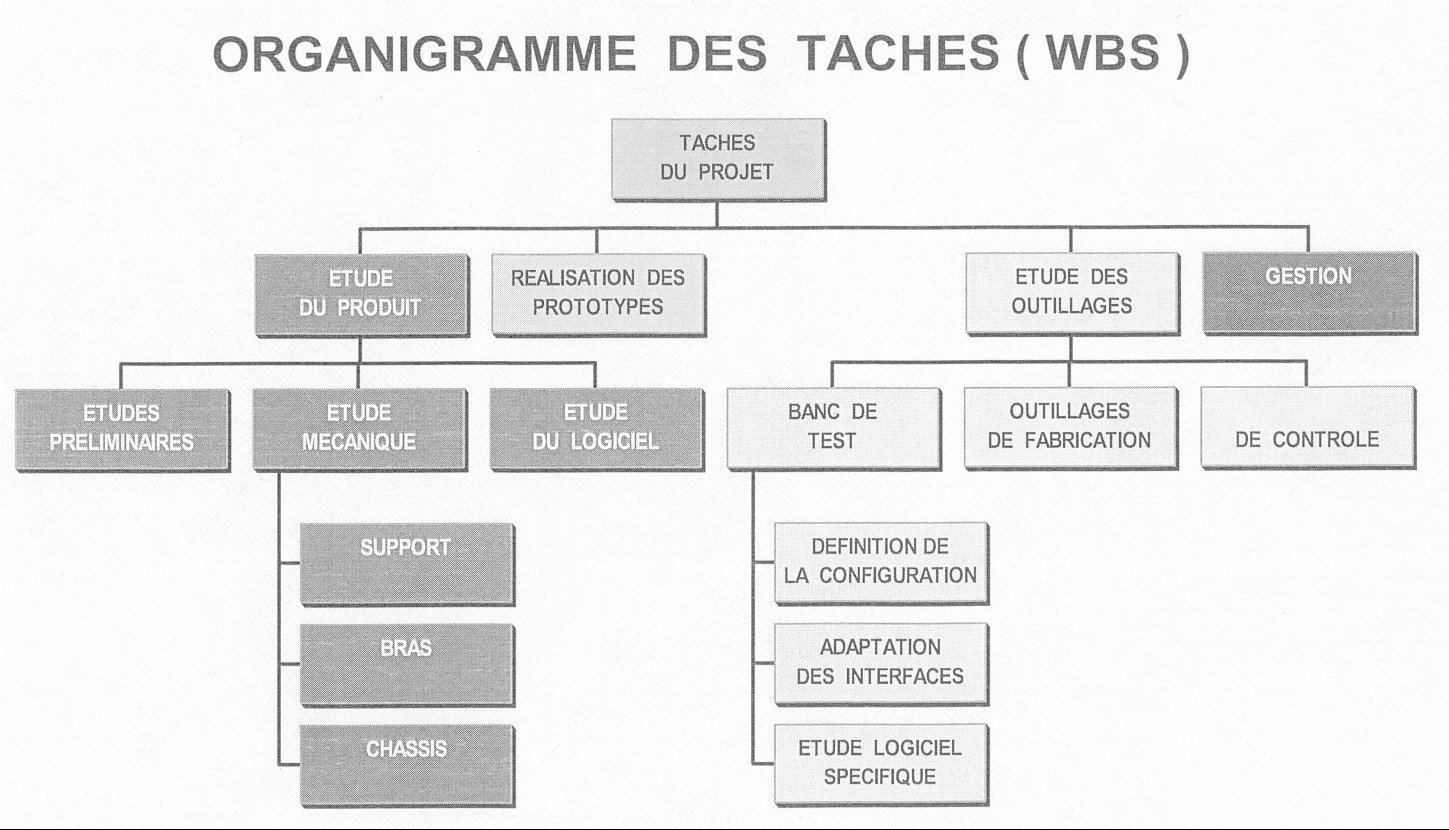 ORGANIGRAMME DES TACHES ( WBS )
TACHES
DU PROJET
ETUDE
DU PRODUIT
REALISATION DES
PROTOTYPES
ETUDE DES
OUTILLAGES
GESTION
ETUDES
PRELIMINAIRES
ETUDE
MECANIQUE
ETUDE
DU LOGICIEL
BANC DE
TEST
OUTILLAGES
DE FABRICATION
DE CONTROLE
SUPPORT
BRAS
CHASSIS
DEFINITION DE
LA CONFIGURATION
ADAPTATION
DES INTERFACES
ETUDE LOGICIEL
SPECIFIQUE